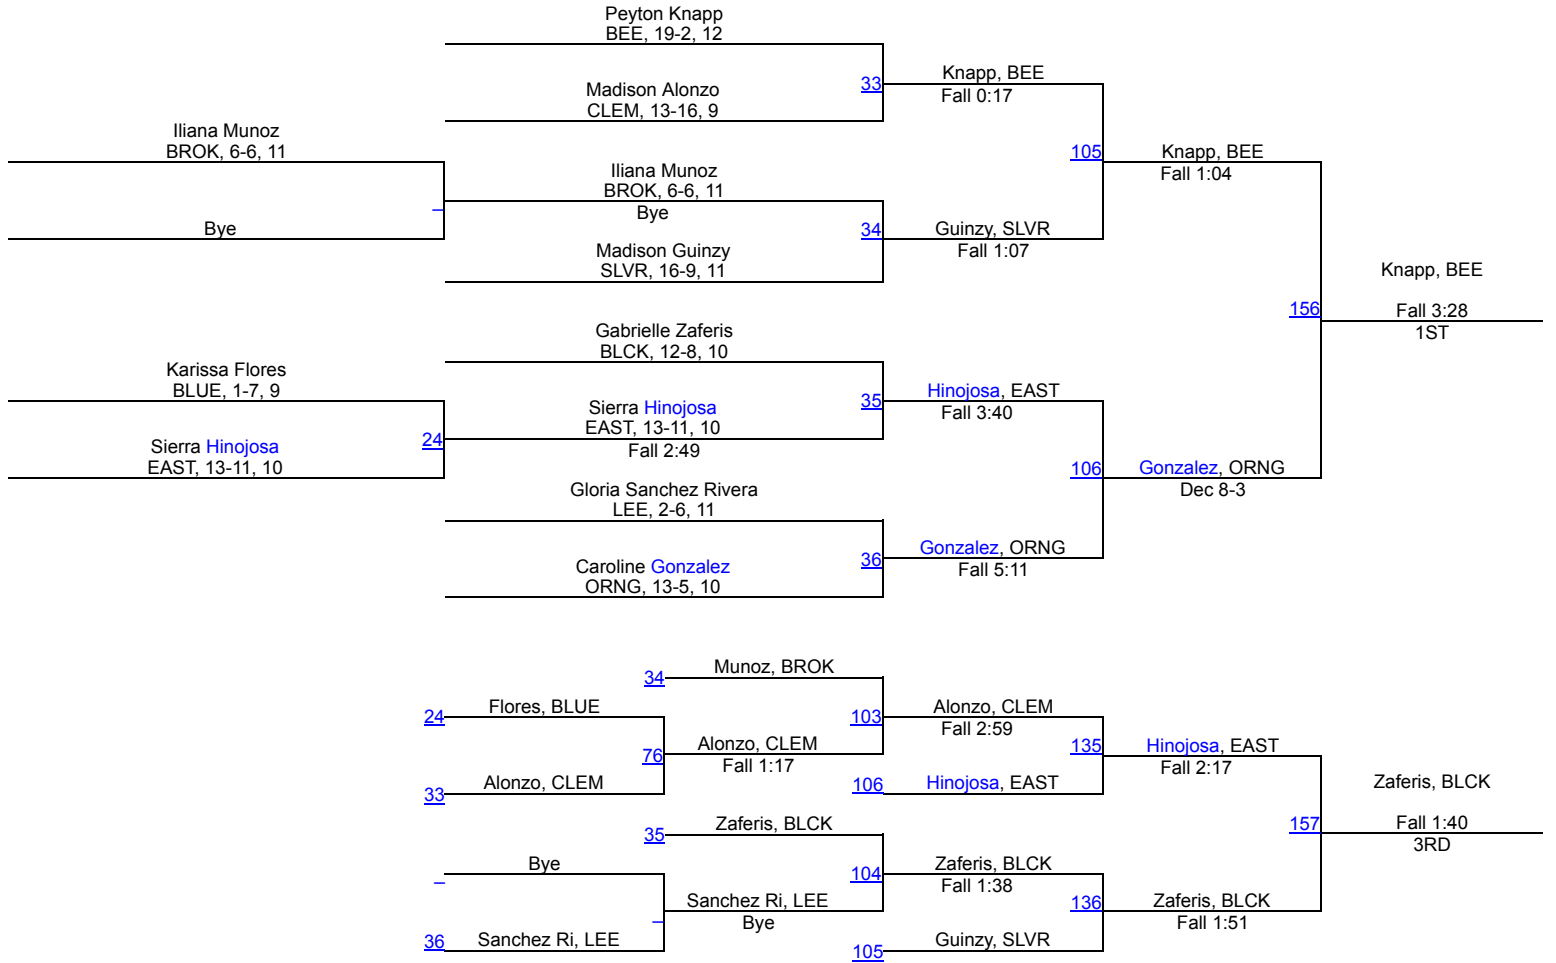 Peyton Knapp
BEE, 19-2, 12
33
Knapp, BEE
Fall 0:17
Madison Alonzo
CLEM, 13-16, 9
Iliana Munoz
BROK, 6-6, 11
105
Knapp, BEE
Fall 1:04
Iliana Munoz
BROK, 6-6, 11
Bye
_
Bye
34
Guinzy, SLVR
Fall 1:07
Madison Guinzy
SLVR, 16-9, 11
Knapp, BEE
156
Fall 3:28
1ST
Gabrielle Zaferis
BLCK, 12-8, 10
Karissa Flores
BLUE, 1-7, 9
35
Hinojosa, EAST
Fall 3:40
Sierra Hinojosa
EAST, 13-11, 10
Fall 2:49
24
Sierra Hinojosa
EAST, 13-11, 10
106
Gonzalez, ORNG
Dec 8-3
Gloria Sanchez Rivera
LEE, 2-6, 11
36
Gonzalez, ORNG
Fall 5:11
Caroline Gonzalez
ORNG, 13-5, 10
34
Munoz, BROK
24
Flores, BLUE
103
Alonzo, CLEM
Fall 2:59
76
Alonzo, CLEM
Fall 1:17
135
Hinojosa, EAST
Fall 2:17
33
Alonzo, CLEM
106
Hinojosa, EAST
Zaferis, BLCK
157
Fall 1:40
3RD
35
Zaferis, BLCK
_
Bye
104
Zaferis, BLCK
Fall 1:38
_
Sanchez Ri, LEE
Bye
136
Zaferis, BLCK
Fall 1:51
36
Sanchez Ri, LEE
105
Guinzy, SLVR